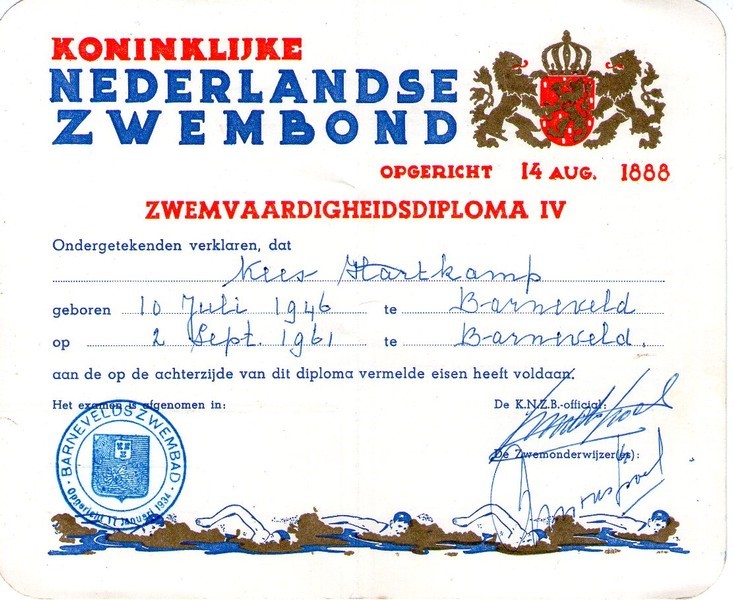 KONINKLIJKE
NEDERLANDSE
ZWEMBOND
OPGERICHT 14 AUG. 1888
ZWEMVAARDIGHEIDSDIPLOMA IV
Ondergetekenden verklaren, dat
Kees Hartkamp
geboren 10 Juli 1946 te Barneveld
op 2 Sept. 1961 te Barneveld.
aan de op de achterzijde van dit diploma vermelde eisen heeft voldaan.
Het examen is afgenomen in: De K.N.Z.B.-official:
BARNEVELDS ZWEMBAD
Opgericht 17 Januari 1934
De Zwemonderwijzer(es):